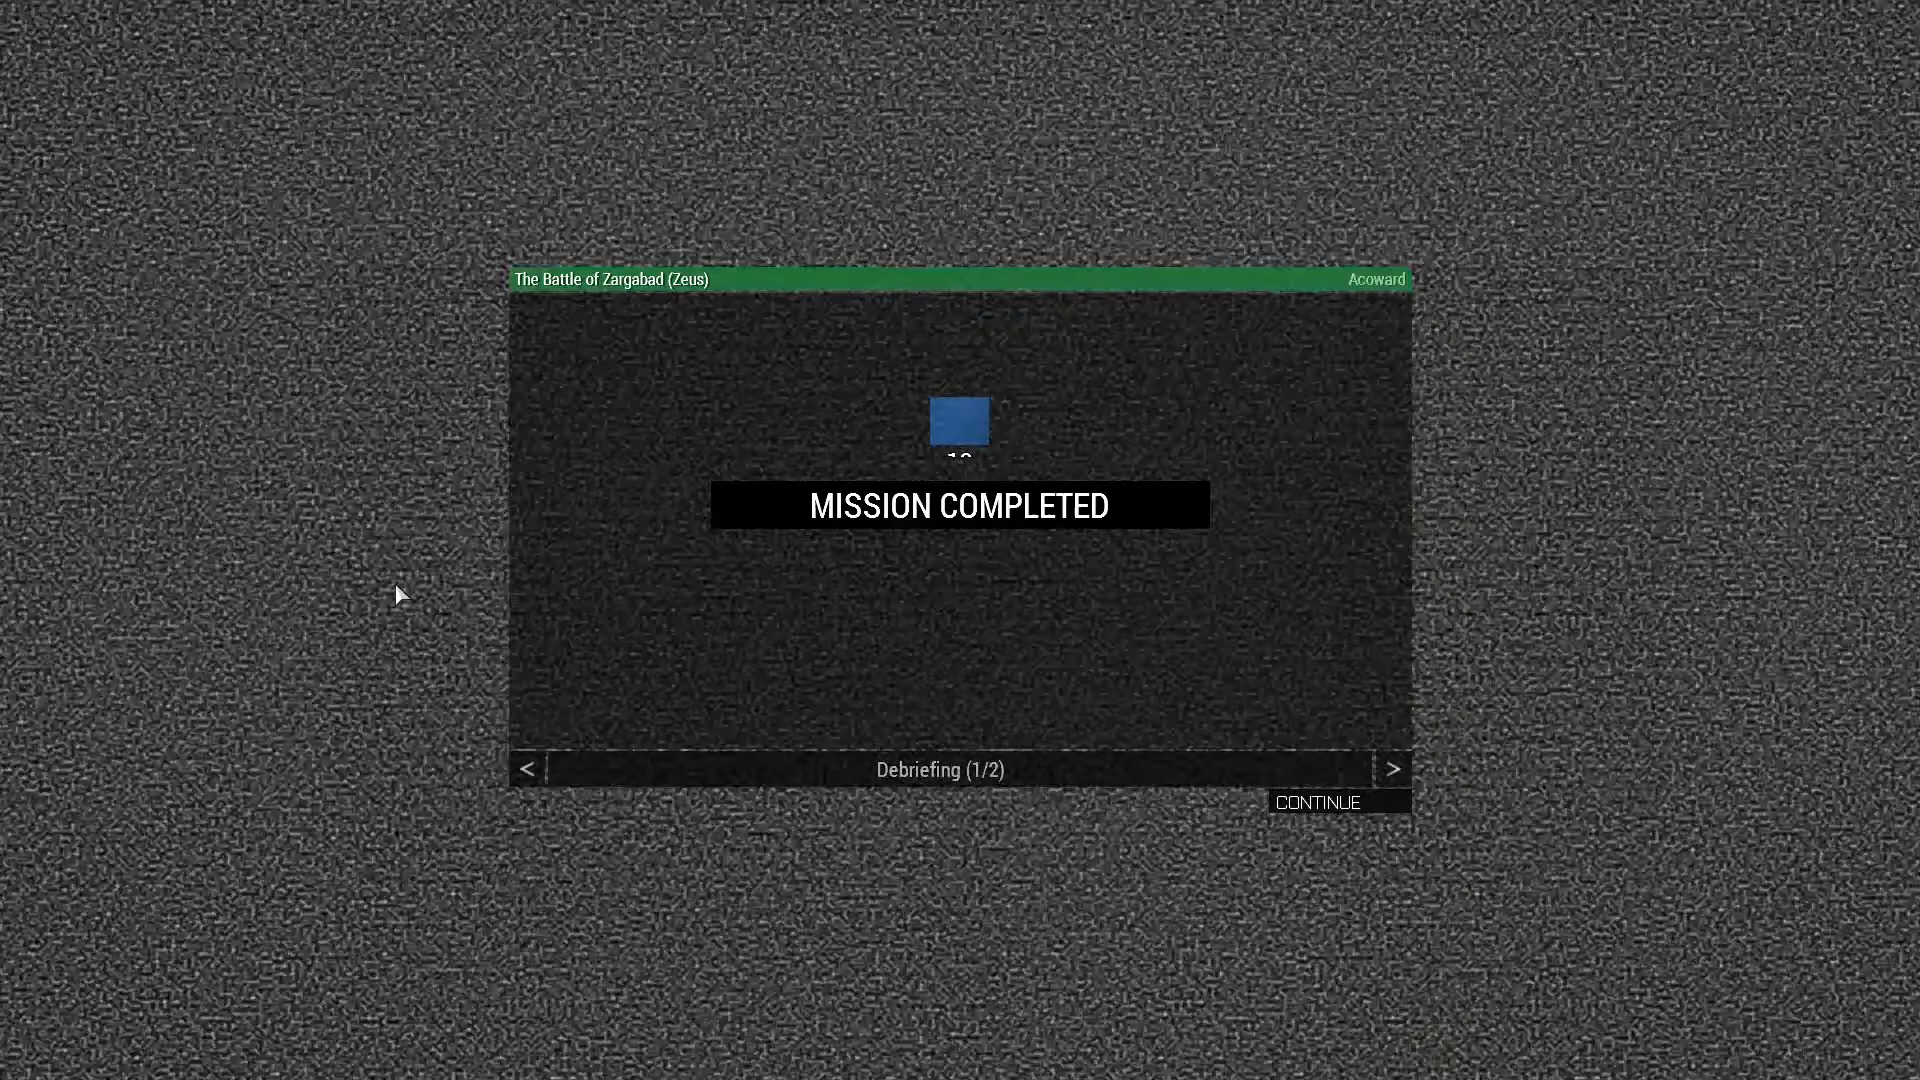 The Battle of Zargabad (Zeus) Acoward
MISSION COMPLETED
< Debriefing (1/2) >
CONTINUE